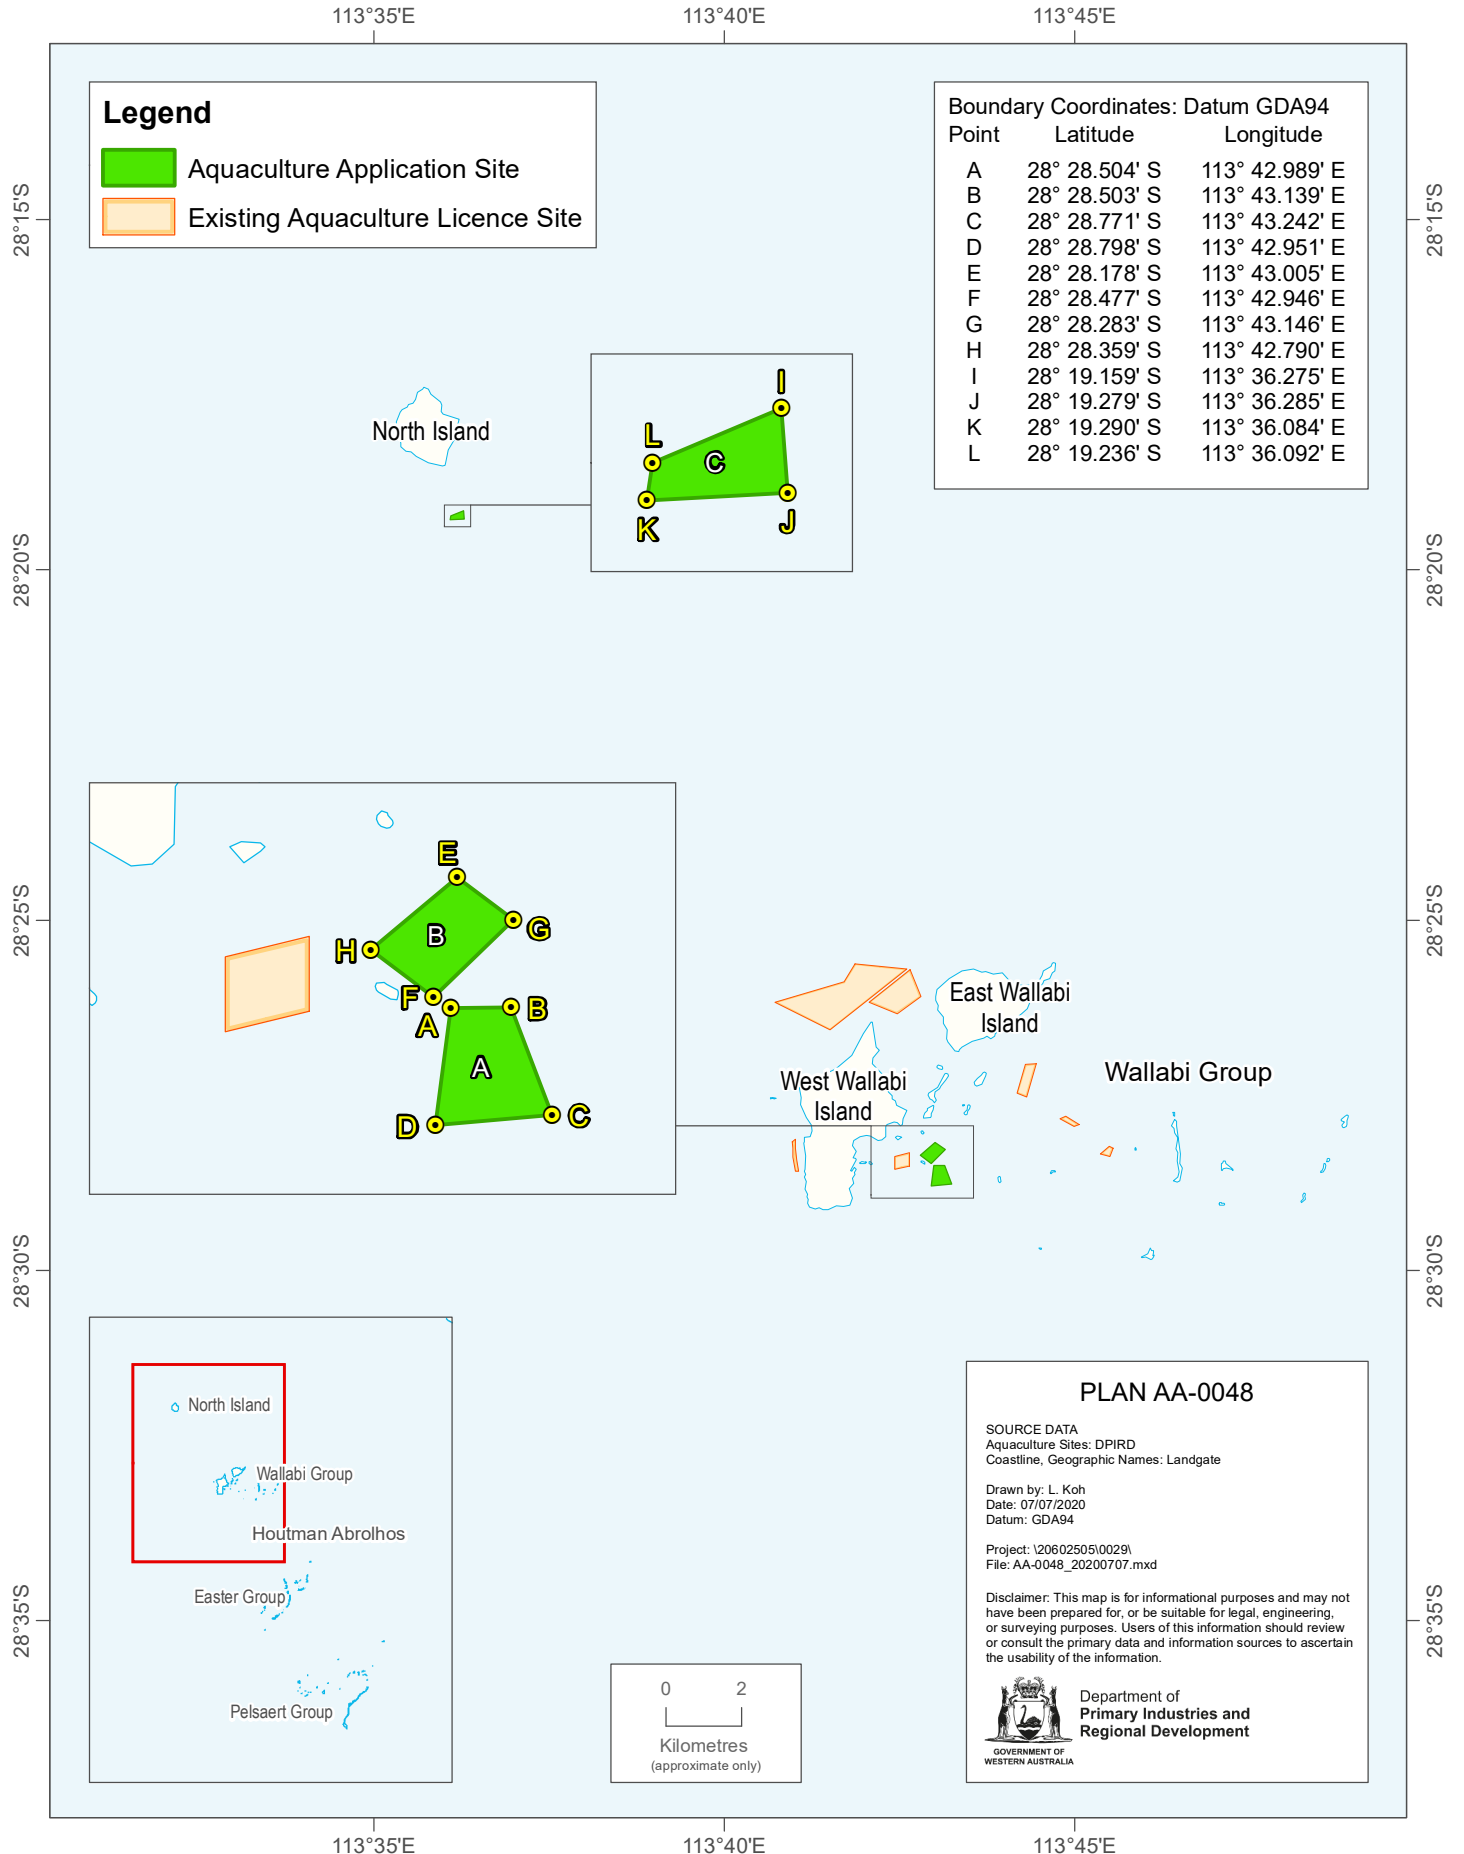 113°35'E 113°40'E 113°45'E
Legend
Aquaculture Application Site
Existing Aquaculture Licence Site
Boundary Coordinates: Datum GDA94
Point Latitude Longitude
A 28° 28.504' S 113° 42.989' E
B 28° 28.503' S 113° 43.139' E
C 28° 28.771' S 113° 43.242' E
D 28° 28.798' S 113° 42.951' E
E 28° 28.178' S 113° 43.005' E
F 28° 28.477' S 113° 42.946' E
G 28° 28.283' S 113° 43.146' E
H 28° 28.359' S 113° 42.790' E
I 28° 19.159' S 113° 36.275' E
J 28° 19.279' S 113° 36.285' E
K 28° 19.290' S 113° 36.084' E
L 28° 19.236' S 113° 36.092' E
28°15'S 28°15'S
North Island
I
L
C
K
J
28°20'S 28°20'S
E
B
G
H
F
A
B
A
D
C
28°25'S 28°25'S
East Wallabi
Island
West Wallabi
Island
Wallabi Group
28°30'S 28°30'S
North Island
Wallabi Group
Houtman Abrolhos
Easter Group
Pelsaert Group
0 2
Kilometres
(approximate only)
PLAN AA-0048
SOURCE DATA
Aquaculture Sites: DPIRD
Coastline, Geographic Names: Landgate
Drawn by: L. Koh
Date: 07/07/2020
Datum: GDA94
Project: \20602505\0029\
File: AA-0048_20200707.mxd
Disclaimer: This map is for informational purposes and may not
have been prepared for, or be suitable for legal, engineering,
or surveying purposes. Users of this information should review
or consult the primary data and information sources to ascertain
the usability of the information.
GOVERNMENT OF
WESTERN AUSTRALIA
Department of
Primary Industries and
Regional Development
28°35'S 28°35'S
113°35'E 113°40'E 113°45'E